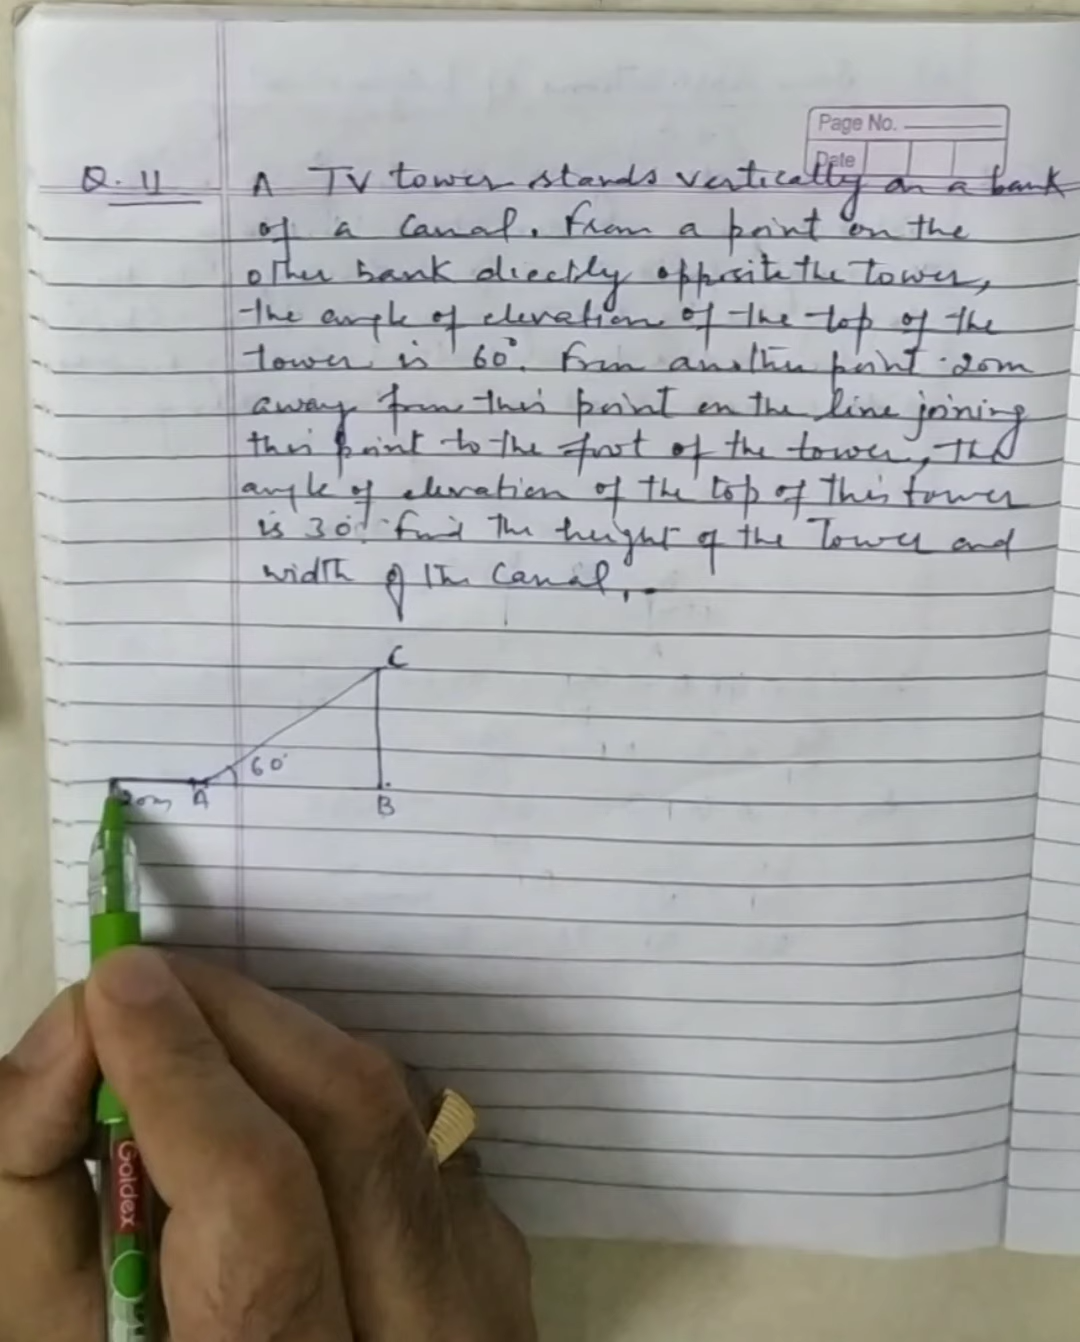 Page No.
Date
Q. 11 A TV tower stands vertically on a bank
of a canal. From a point on the
other bank directly opposite the tower,
the angle of elevation of the top of the
tower is 60°. From another point 20m
away from this point on the line joining
this point to the foot of the tower, the
angle of elevation of the top of this tower
is 30°. Find the height of the Tower and
width of the Canal.
C
60°
20m A B
Goldex